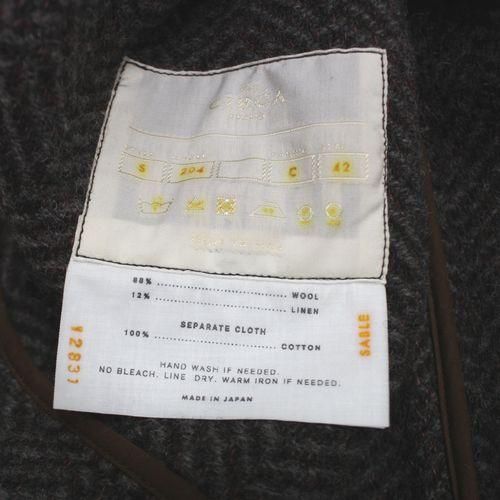 S 204 C 42
88% WOOL
12% LINEN
SEPARATE CLOTH
100% COTTON
HAND WASH IF NEEDED.
NO BLEACH. LINE DRY. WARM IRON IF NEEDED.
MADE IN JAPAN
12831
SABLE